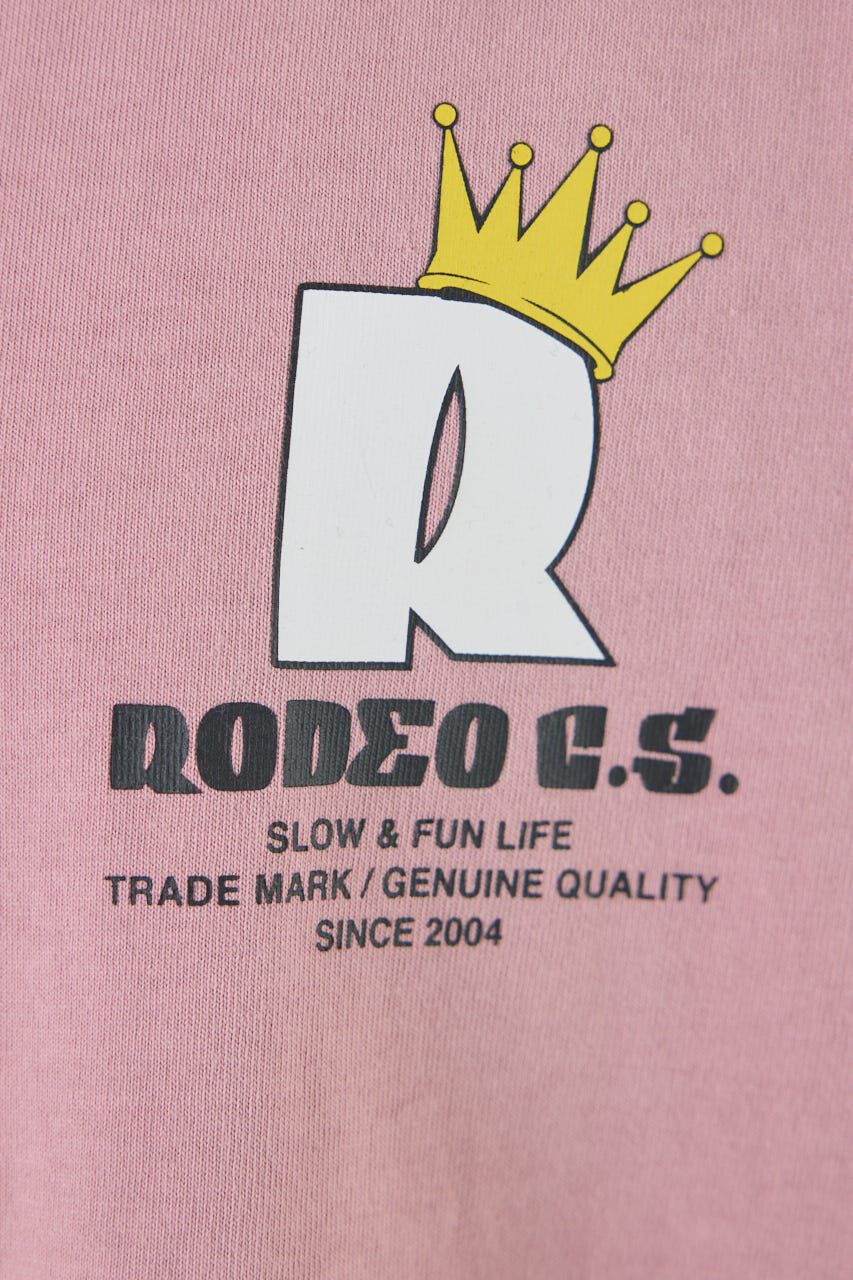 R
RODEO C.S.
SLOW & FUN LIFE
TRADE MARK / GENUINE QUALITY
SINCE 2004